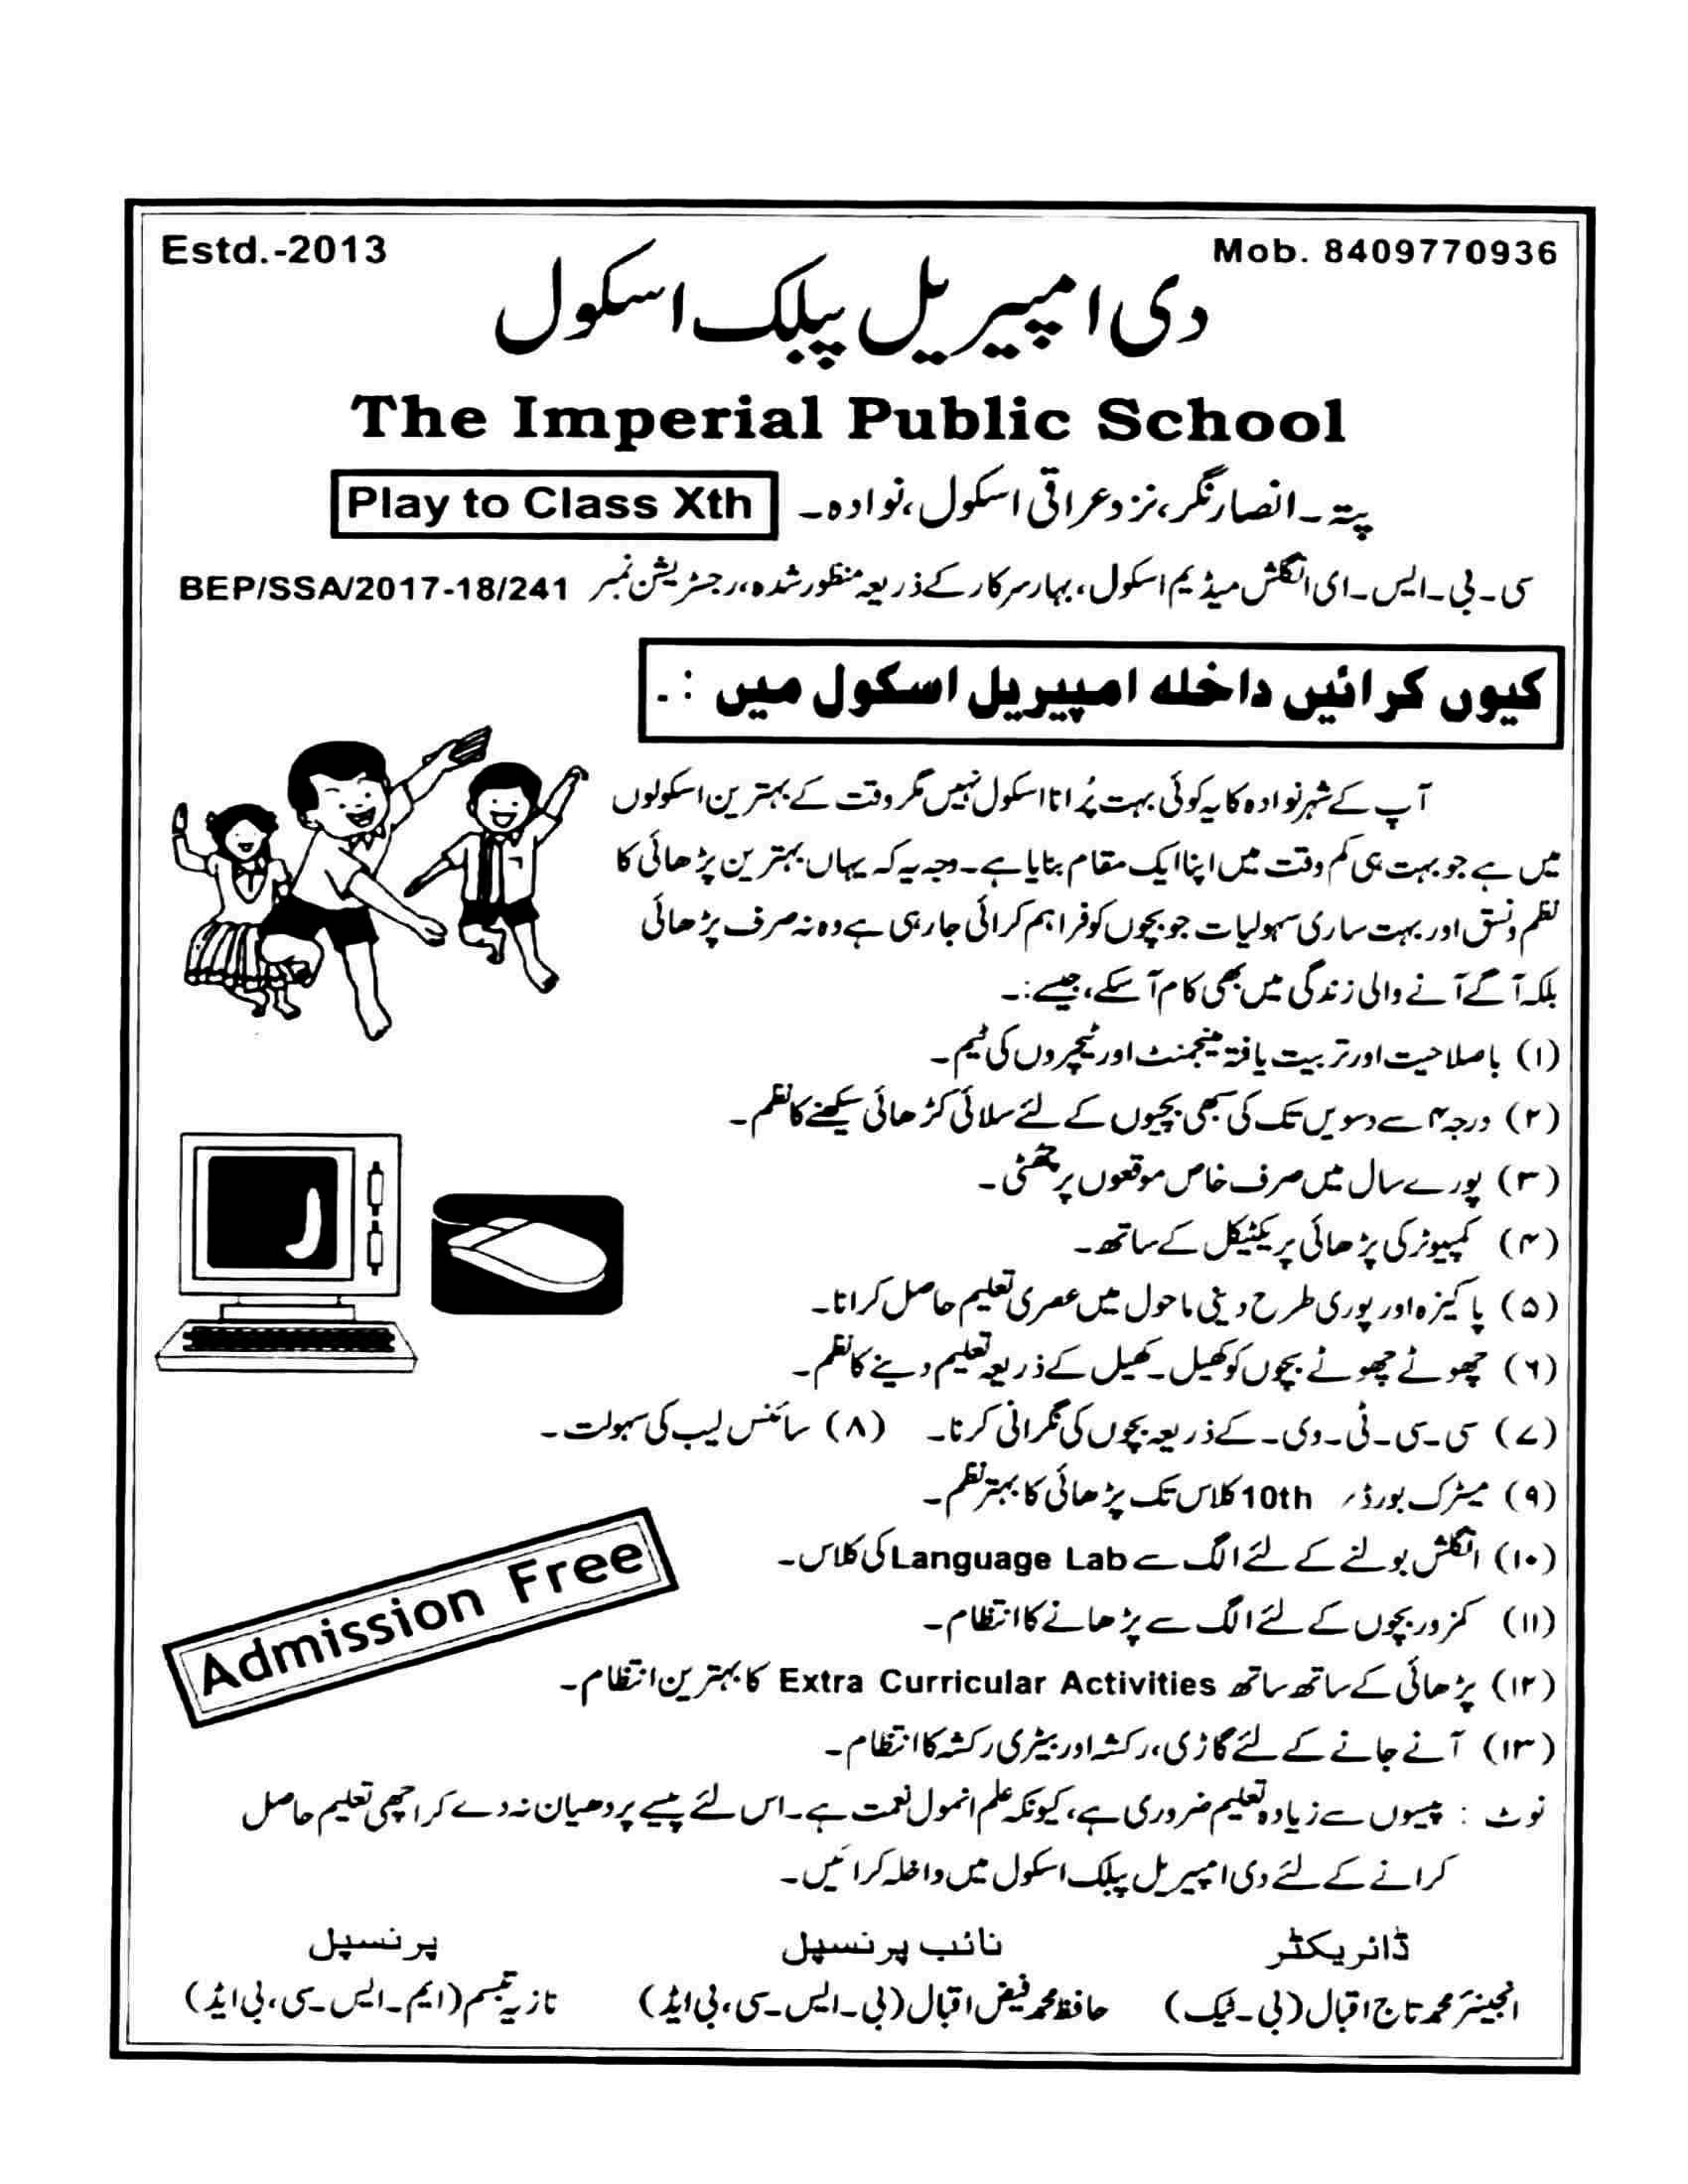 Estd.-2013
Mob. 8409770936
دی امپیریل پبلک اسکول
The Imperial Public School
پتہ۔ انصار نگر، نزد عراقی اسکول، نوادہ۔
Play to Class Xth
سی۔بی۔ایس۔ای انگلش میڈیم اسکول، بہار سرکار کے ذریعہ منظور شدہ، رجسٹریشن نمبر BEP/SSA/2017-18/241
کیوں کرائیں داخلہ امپیریل اسکول میں :۔
آپ کے شہر نوادہ کا یہ کوئی بہت پُرانا اسکول نہیں مگر وقت کے بہترین اسکولوں
میں ہے جو بہت ہی کم وقت میں اپنا ایک مقام بنایا ہے۔ وجہ یہ کہ یہاں بہترین پڑھائی کا
نظم و نسق اور بہت ساری سہولیات جو بچوں کو فراہم کرائی جا رہی ہے وہ نہ صرف پڑھائی
بلکہ آگے آنے والی زندگی میں بھی کام آ سکے، جیسے:۔
(۱) باصلاحیت اور تربیت یافتہ مینجمنٹ اور ٹیچروں کی ٹیم۔
(۲) درجہ ۴ سے دسویں تک کی سبھی بچیوں کے لئے سلائی کڑھائی سیکھنے کا نظم۔
(۳) پورے سال میں صرف خاص موقعوں پر چھٹی۔
(۴) کمپیوٹر کی پڑھائی پریکٹیکل کے ساتھ۔
(۵) پاکیزہ اور پوری طرح دینی ماحول میں عصری تعلیم حاصل کرانا۔
(۶) چھوٹے چھوٹے بچوں کو کھیل۔ کھیل کے ذریعہ تعلیم دینے کا نظم۔
(۷) سی۔سی۔ٹی۔وی۔ کے ذریعہ بچوں کی نگرانی کرنا۔ (۸) سائنس لیب کی سہولت۔
(۹) میٹرک بورڈ ؍ 10th کلاس تک پڑھائی کا بہتر نظم۔
(۱۰) انگلش بولنے کے لئے الگ سے Language Lab کی کلاس۔
(۱۱) کمزور بچوں کے لئے الگ سے پڑھانے کا انتظام۔
(۱۲) پڑھائی کے ساتھ ساتھ Extra Curricular Activities کا بہترین انتظام۔
(۱۳) آنے جانے کے لئے گاڑی، رکشہ اور بیٹری رکشہ کا انتظام۔
Admission Free
نوٹ : پیسوں سے زیادہ تعلیم ضروری ہے، کیونکہ علم انمول نعمت ہے۔ اس لئے پیسے پر دھیان نہ دے کر اچھی تعلیم حاصل
کرانے کے لئے دی امپیریل پبلک اسکول میں داخلہ کرائیں۔
ڈائریکٹر
انجینئر محمد تاج اقبال (بی۔ٹیک)
نائب پرنسپل
حافظ محمد فیض اقبال (بی۔ایس۔سی، بی ایڈ)
پرنسپل
نازیہ تبسم (ایم۔ایس۔سی، بی ایڈ)